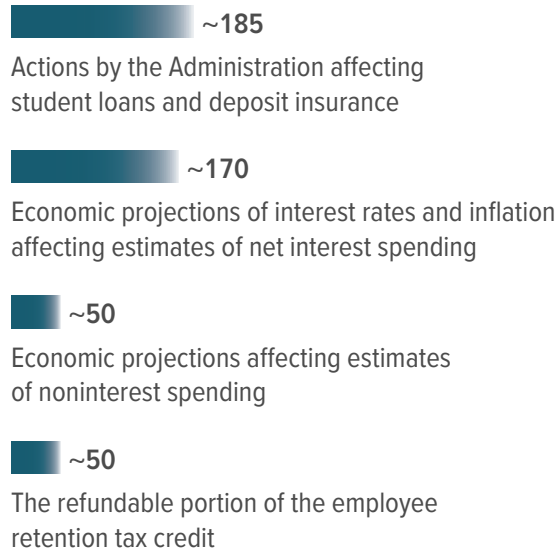 ~185
Actions by the Administration affecting
student loans and deposit insurance
~170
Economic projections of interest rates and inflation
affecting estimates of net interest spending
~50
Economic projections affecting estimates
of noninterest spending
~50
The refundable portion of the employee
retention tax credit